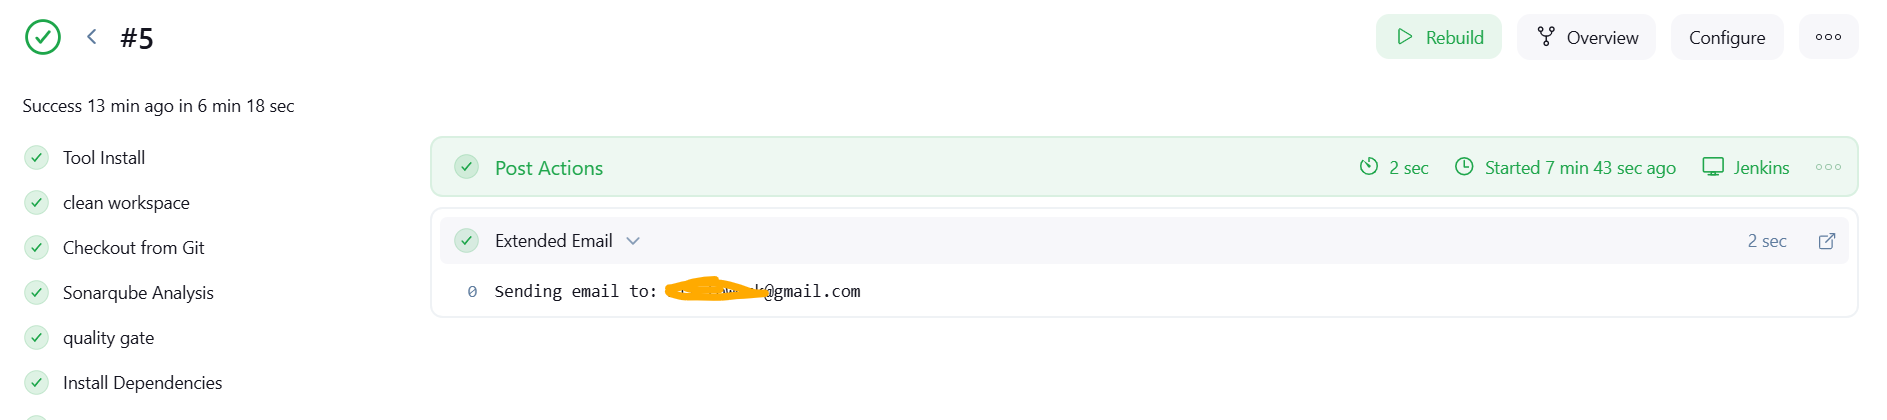 #5
Rebuild
Overview
Configure
Success 13 min ago in 6 min 18 sec
Tool Install
clean workspace
Checkout from Git
Sonarqube Analysis
quality gate
Install Dependencies
Post Actions
2 sec
Started 7 min 43 sec ago
Jenkins
Extended Email
2 sec
0 Sending email to: @gmail.com